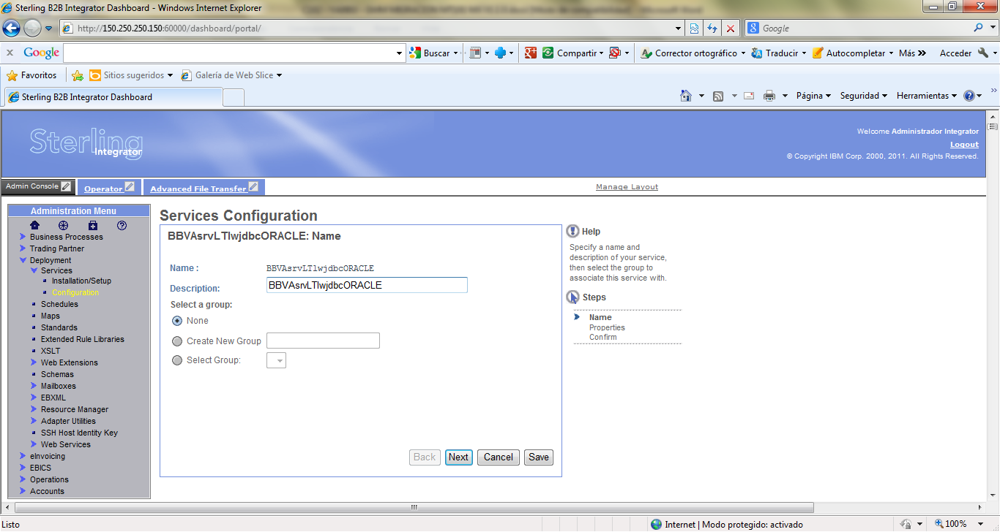 Sterling B2B Integrator Dashboard - Windows Internet Explorer
http://150.250.250.150:60000/dashboard/portal/
Google
Google Buscar Compartir Corrector ortográfico Traducir Autocompletar Más Acceder
Favoritos Sitios sugeridos Galería de Web Slice
Sterling B2B Integrator Dashboard
Página Seguridad Herramientas
Sterling
Integrator
Welcome Administrador Integrator
Logout
© Copyright IBM Corp. 2000, 2011. All Rights Reserved.
Admin Console Operator Advanced File Transfer Manage Layout
Administration Menu
Business Processes
Trading Partner
Deployment
Services
Installation/Setup
Configuration
Schedules
Maps
Standards
Extended Rule Libraries
XSLT
Web Extensions
Schemas
Mailboxes
EBXML
Resource Manager
Adapter Utilities
SSH Host Identity Key
Web Services
eInvoicing
EBICS
Operations
Accounts
Services Configuration
BBVAsrvLTlwjdbcORACLE: Name
Name : BBVAsrvLTlwjdbcORACLE
Description: BBVAsrvLTlwjdbcORACLE
Select a group:
None
Create New Group
Select Group:
Back Next Cancel Save
Help
Specify a name and
description of your service,
then select the group to
associate this service with.
Steps
Name
Properties
Confirm
Listo Internet | Modo protegido: activado 100%